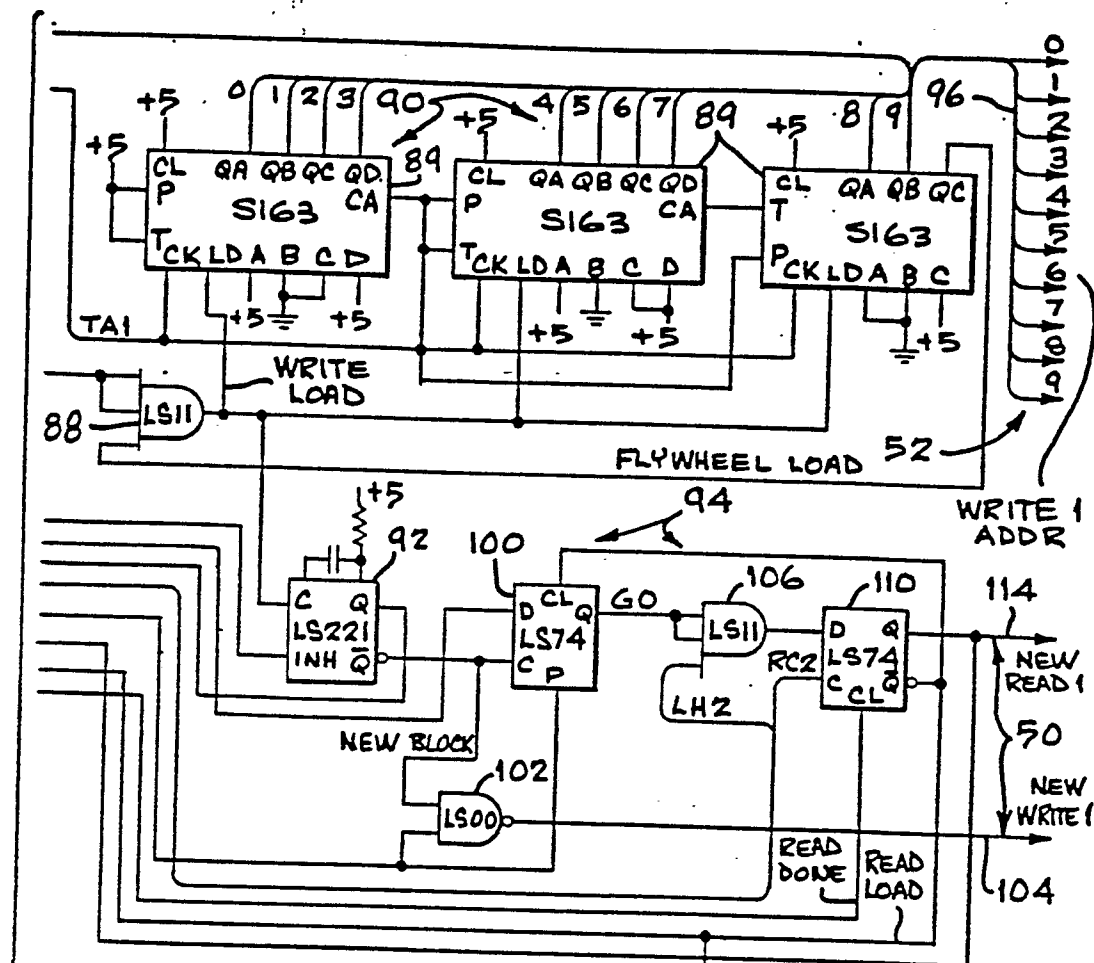 0
1
2
3
4
5
6
7
8
9
96
+5 0 1 2 3 90 4 5 6 7 89 8 9
+5 +5 +5
CL QA QB QC QD 89
P CA
S163
T CK LD A B C D
+5 +5
CL QA QB QC QD
P CA
S163
T CK LD A B C D
+5 +5
CL QA QB QC
T
S163
P CK LD A B C
+5
TA1
WRITE
LOAD
88 LS11
FLYWHEEL LOAD
52
WRITE 1
ADDR
+5
92
C Q
LS221
INH Q̅
94
100
CL
D Q
LS74
C
P
GO
106
LS11
LH2
RC2
110
D Q
LS74
C Q̅
CL
114
NEW
READ 1
50
NEW
WRITE 1
104
NEW BLOCK
102
LS00
READ
DONE
READ
LOAD